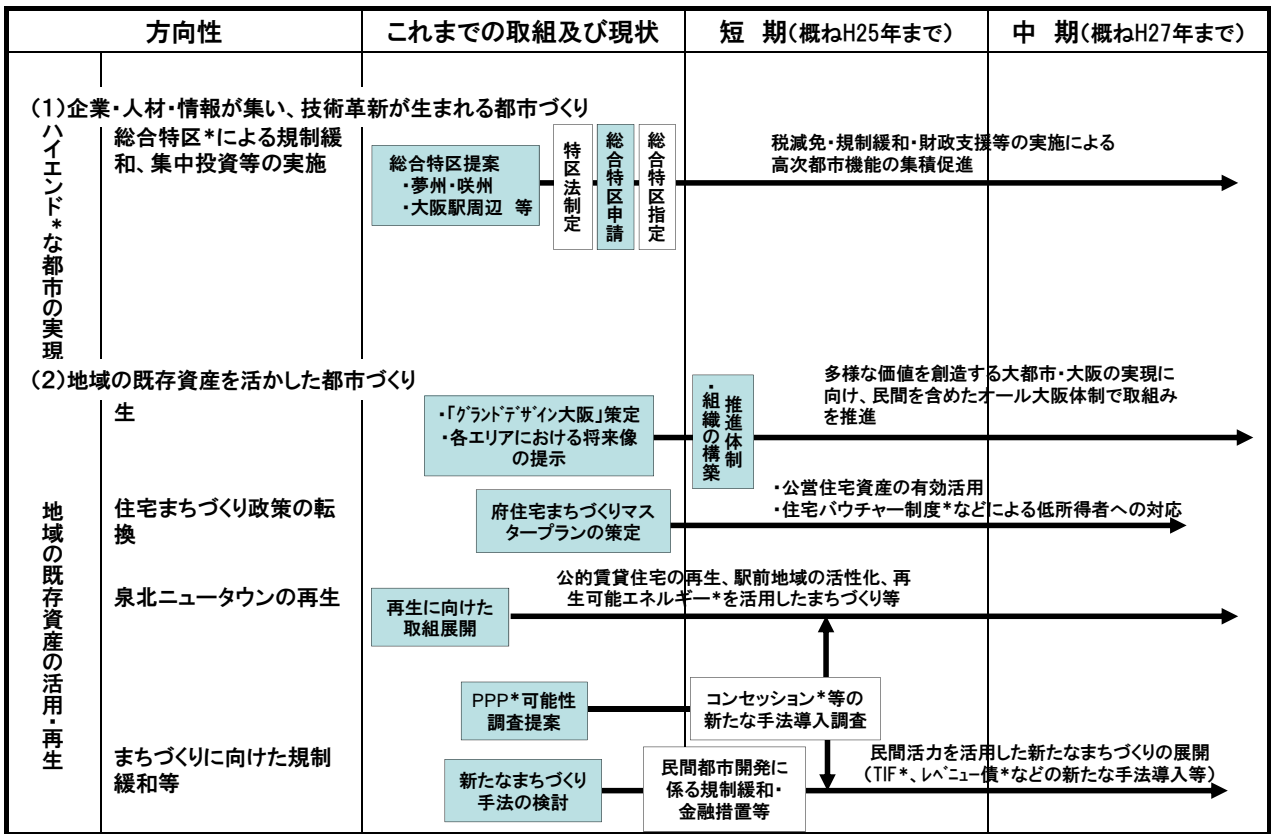 方向性
これまでの取組及び現状
短　期(概ねH25年まで)
中　期(概ねH27年まで)
(1)企業・人材・情報が集い、技術革新が生まれる都市づくり
ハイエンド*な都市の実現
総合特区*による規制緩
和、集中投資等の実施
総合特区提案
・夢州・咲州
・大阪駅周辺　等
特区法制定
総合特区申請
総合特区指定
税減免・規制緩和・財政支援等の実施による
高次都市機能の集積促進
(2)地域の既存資産を活かした都市づくり
地域の既存資産の活用・再生
生
・「グランドデザイン大阪」策定
・各エリアにおける将来像
の提示
推進体制
・組織の構築
多様な価値を創造する大都市・大阪の実現に
向け、民間を含めたオール大阪体制で取組み
を推進
住宅まちづくり政策の転
換
府住宅まちづくりマス
タープランの策定
・公営住宅資産の有効活用
・住宅バウチャー制度*などによる低所得者への対応
泉北ニュータウンの再生
再生に向けた
取組展開
公的賃貸住宅の再生、駅前地域の活性化、再
生可能エネルギー*を活用したまちづくり等
PPP*可能性
調査提案
コンセッション*等の
新たな手法導入調査
まちづくりに向けた規制
緩和等
新たなまちづくり
手法の検討
民間都市開発に
係る規制緩和・
金融措置等
民間活力を活用した新たなまちづくりの展開
(TIF*、レベニュー債*などの新たな手法導入等)